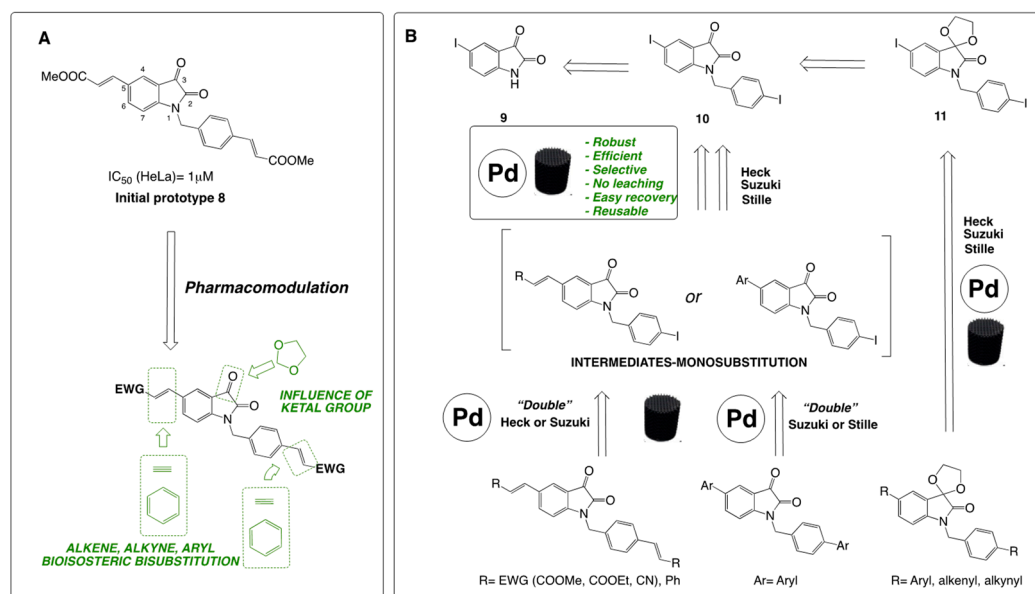 A
MeOOC
4
3
5
O
O
2
6
N
7
1
COOMe
IC50 (HeLa)= 1µM
Initial prototype 8
Pharmacomodulation
O
O
EWG
O
O
N
INFLUENCE OF
KETAL GROUP
EWG
ALKENE, ALKYNE, ARYL
BIOISOSTERIC BISUBSTITUTION
B
I
O
O
N
H
9
I
O
O
N
I
10
I
O
O
O
N
I
11
Pd
- Robust
- Efficient
- Selective
- No leaching
- Easy recovery
- Reusable
Heck
Suzuki
Stille
Heck
Suzuki
Stille
Pd
R
O
O
N
I
or
Ar
O
O
N
I
INTERMEDIATES-MONOSUBSTITUTION
Pd
"Double"
Heck or Suzuki
Pd
"Double"
Suzuki or Stille
R
O
O
N
R
R= EWG (COOMe, COOEt, CN), Ph
Ar
O
O
N
Ar
Ar= Aryl
R
O
O
O
N
R
R: Aryl, alkenyl, alkynyl